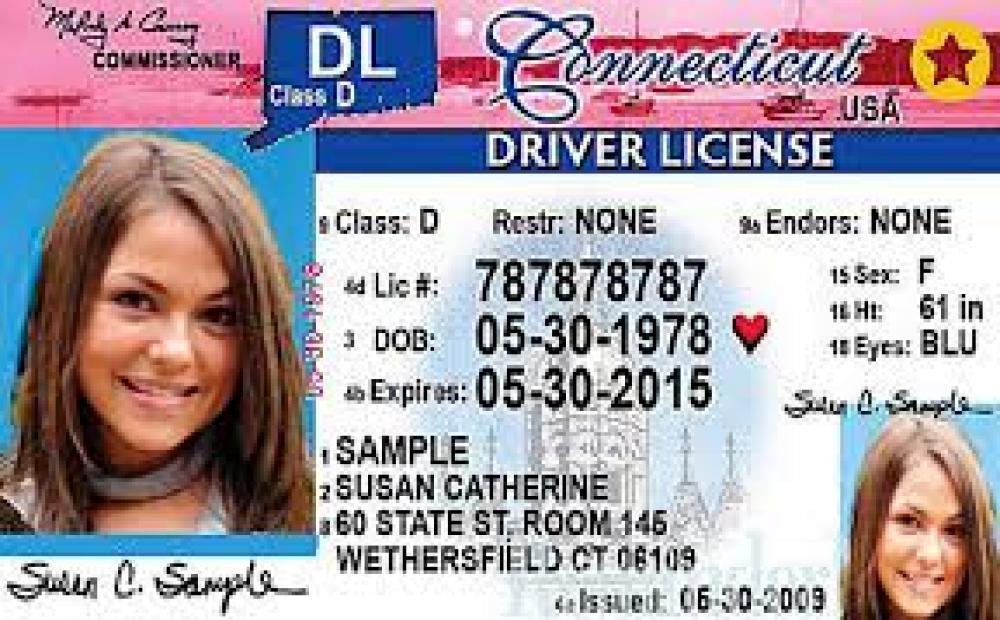 COMMISSIONER
DL
Class D
Connecticut
USA
DRIVER LICENSE
9 Class: D Restr: NONE 9a Endors: NONE
4d Lic #: 787878787
3 DOB: 05-30-1978
4b Expires: 05-30-2015
15 Sex: F
16 Ht: 61 in
18 Eyes: BLU
1 SAMPLE
2 SUSAN CATHERINE
8 60 STATE ST, ROOM 145
WETHERSFIELD CT 06109
Issued: 06-30-2009
Susan C. Sample
Susan C. Sample